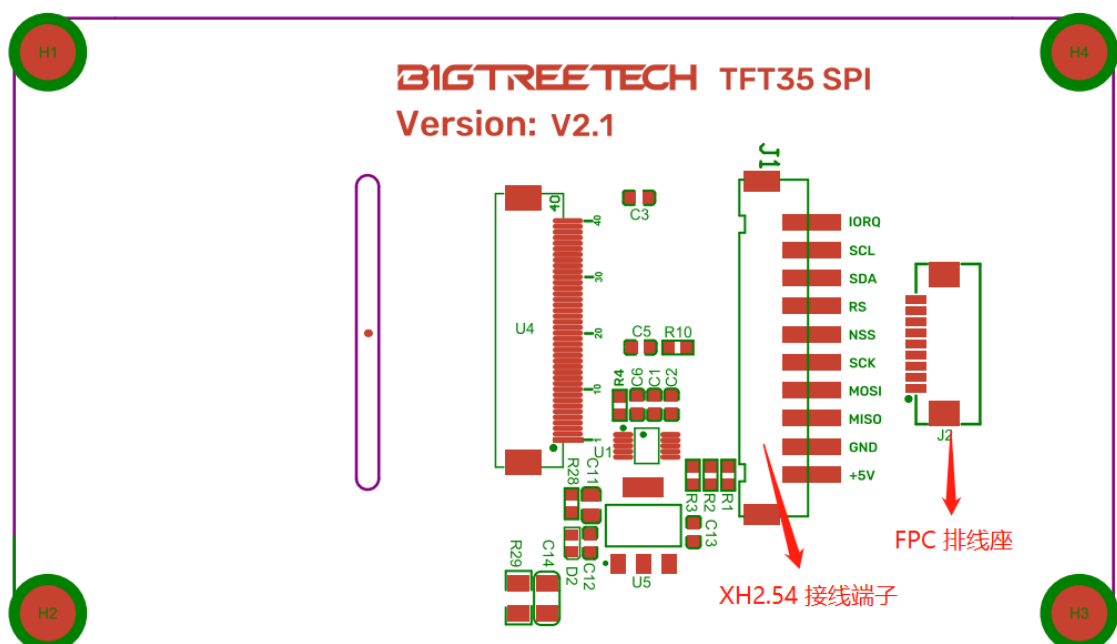 H1
H4
BIGTREETECH TFT35 SPI
Version: V2.1
J1
40
C3
40
IORQ
SCL
SDA
30
RS
U4
20
NSS
C5
R10
SCK
R4
C6
C1
C2
10
MOSI
MISO
J2
1
U1
GND
R28
C11
+5V
R3
R2
R1
C13
FPC 排线座
R29
C14
D2
C12
U5
XH2.54 接线端子
H2
H3